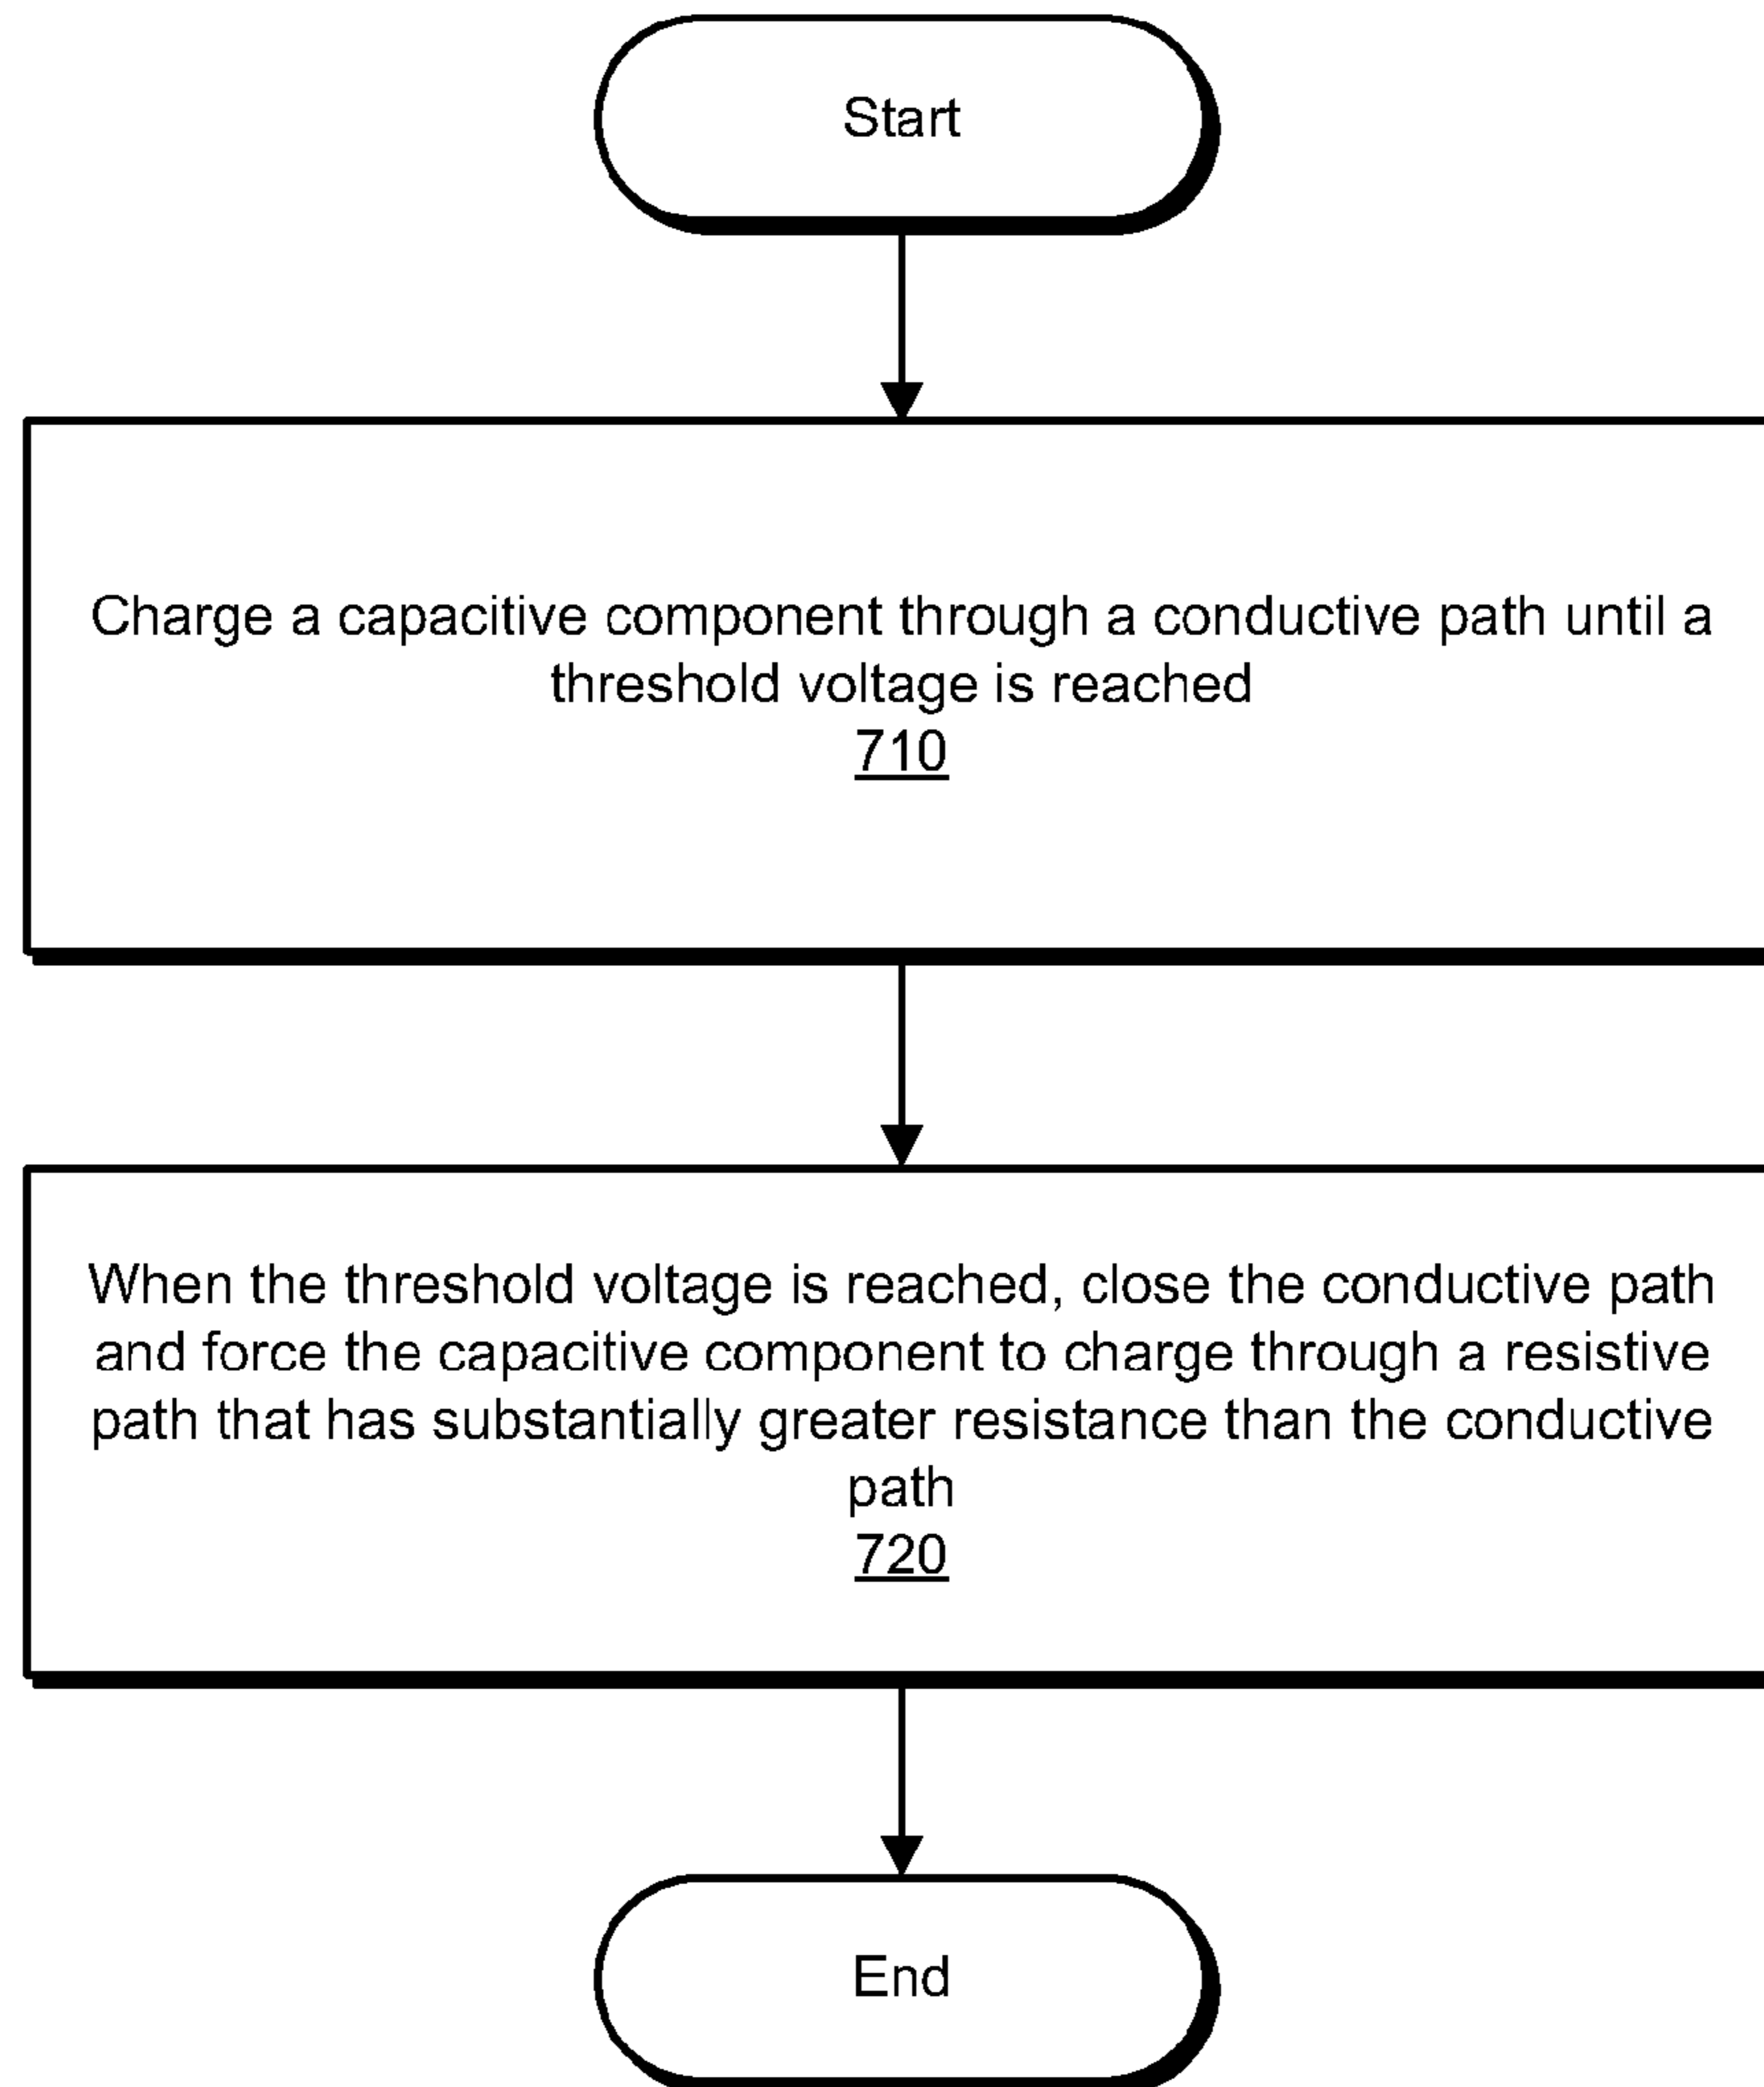 Start
Charge a capacitive component through a conductive path until a
threshold voltage is reached
710
When the threshold voltage is reached, close the conductive path
and force the capacitive component to charge through a resistive
path that has substantially greater resistance than the conductive
path
720
End